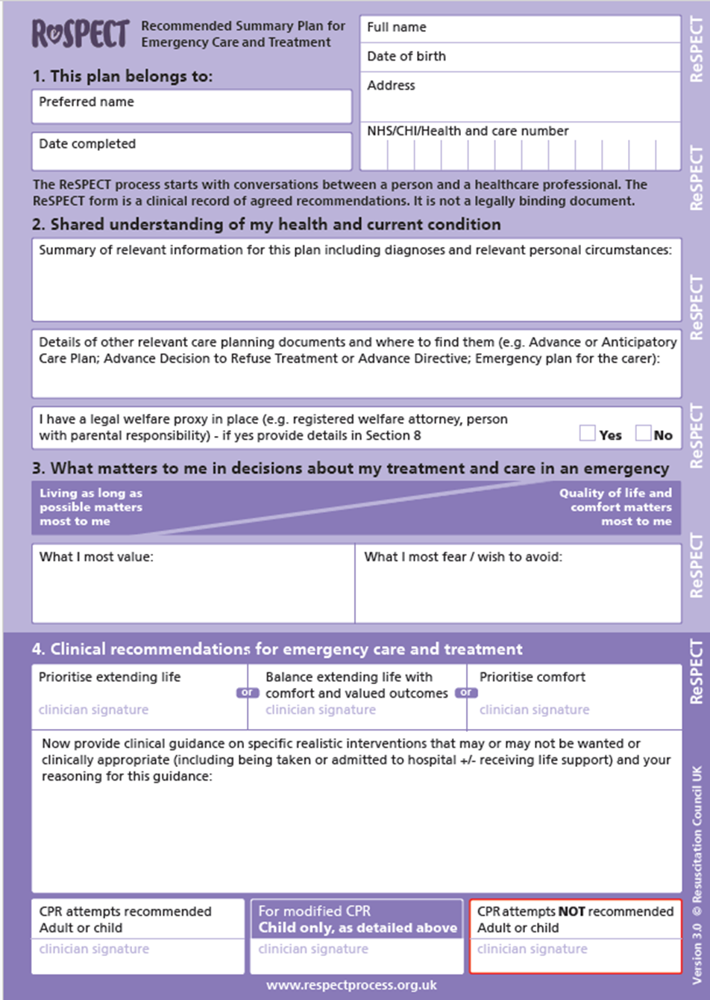 ReSPECT
Recommended Summary Plan for
Emergency Care and Treatment
1. This plan belongs to:
Preferred name
Date completed
Full name
Date of birth
Address
NHS/CHI/Health and care number
The ReSPECT process starts with conversations between a person and a healthcare professional. The
ReSPECT form is a clinical record of agreed recommendations. It is not a legally binding document.
2. Shared understanding of my health and current condition
Summary of relevant information for this plan including diagnoses and relevant personal circumstances:
Details of other relevant care planning documents and where to find them (e.g. Advance or Anticipatory
Care Plan; Advance Decision to Refuse Treatment or Advance Directive; Emergency plan for the carer):
I have a legal welfare proxy in place (e.g. registered welfare attorney, person
with parental responsibility) - if yes provide details in Section 8
Yes
No
3. What matters to me in decisions about my treatment and care in an emergency
Living as long as
possible matters
most to me
Quality of life and
comfort matters
most to me
What I most value:
What I most fear / wish to avoid:
4. Clinical recommendations for emergency care and treatment
Prioritise extending life
clinician signature
or
Balance extending life with
comfort and valued outcomes
clinician signature
or
Prioritise comfort
clinician signature
Now provide clinical guidance on specific realistic interventions that may or may not be wanted or
clinically appropriate (including being taken or admitted to hospital +/- receiving life support) and your
reasoning for this guidance:
CPR attempts recommended
Adult or child
clinician signature
For modified CPR
Child only, as detailed above
clinician signature
CPR attempts NOT recommended
Adult or child
clinician signature
www.respectprocess.org.uk
ReSPECT
ReSPECT
ReSPECT
ReSPECT
ReSPECT
ReSPECT
Version 3.0 © Resuscitation Council UK